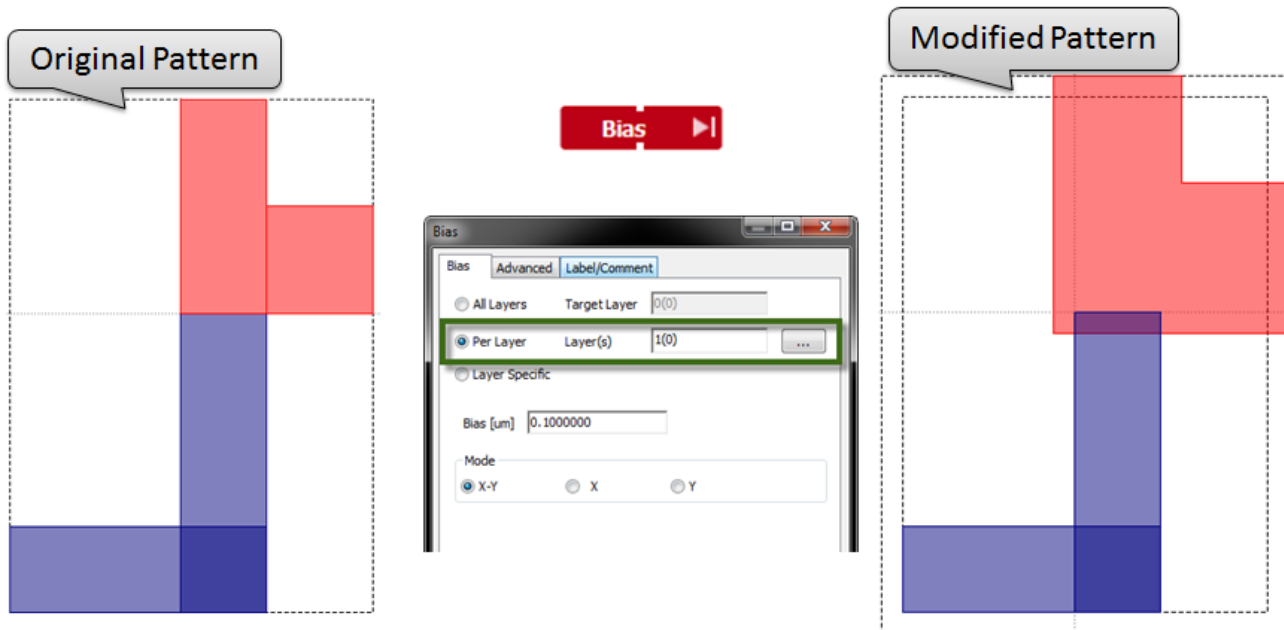 Original Pattern
Modified Pattern
Bias
Bias
Bias Advanced Label/Comment
All Layers Target Layer 0(0)
Per Layer Layer(s) 1(0) ...
Layer Specific
Bias [um] 0.1000000
Mode
X-Y X Y